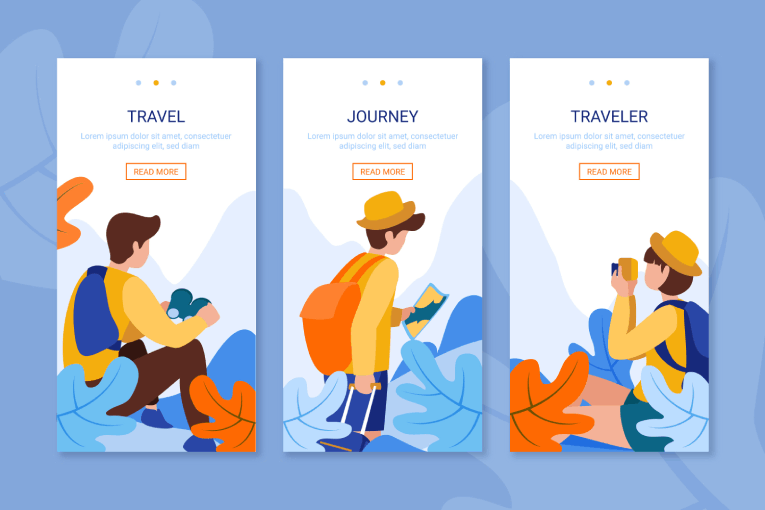 TRAVEL
Lorem ipsum dolor sit amet, consectetuer
adipiscing elit, sed diam
READ MORE
JOURNEY
Lorem ipsum dolor sit amet, consectetuer
adipiscing elit, sed diam
READ MORE
TRAVELER
Lorem ipsum dolor sit amet, consectetuer
adipiscing elit, sed diam
READ MORE